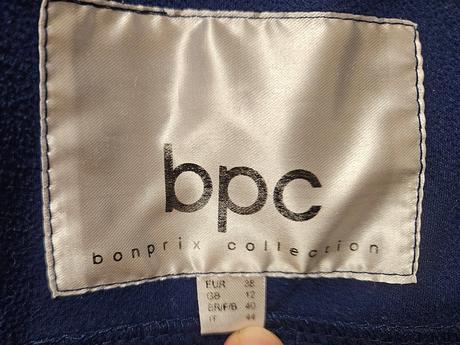 bpc
bonprix collection
EUR 38
GB 12
BR/F/B 40
IT 44